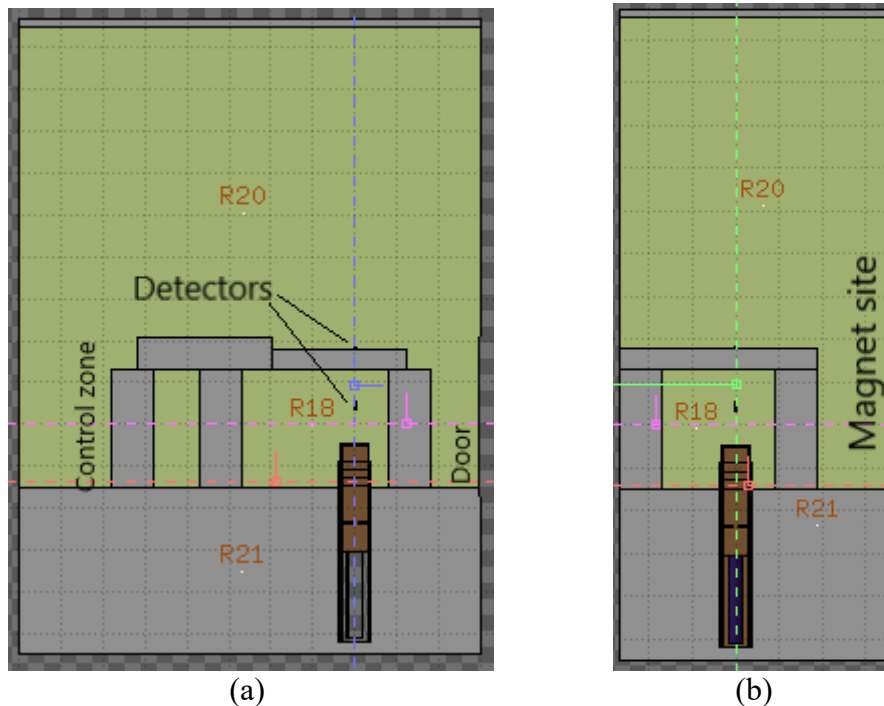 R20
Detectors
Control zone
R18
Door
R21
(a)
R20
Magnet site
R18
R21
(b)